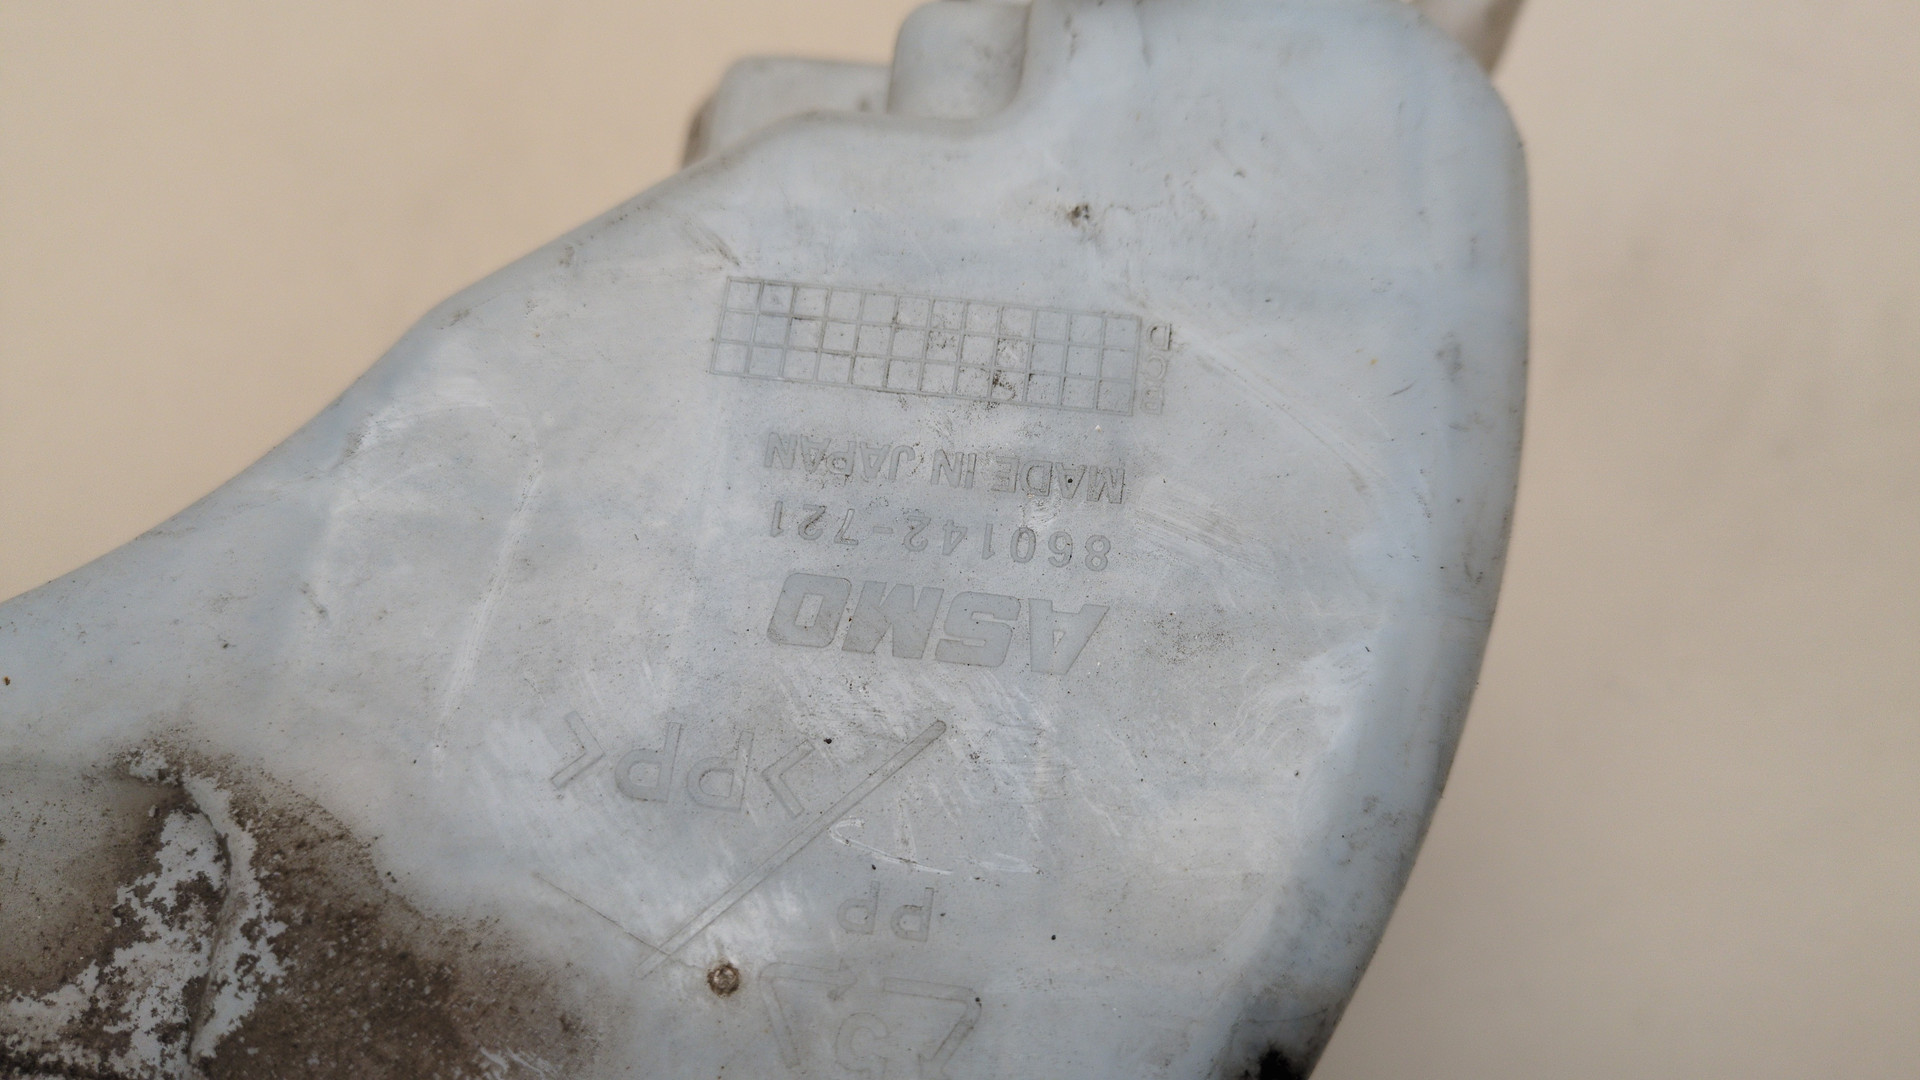 PP
>PP<
ASMO
860142-721
MADE IN JAPAN